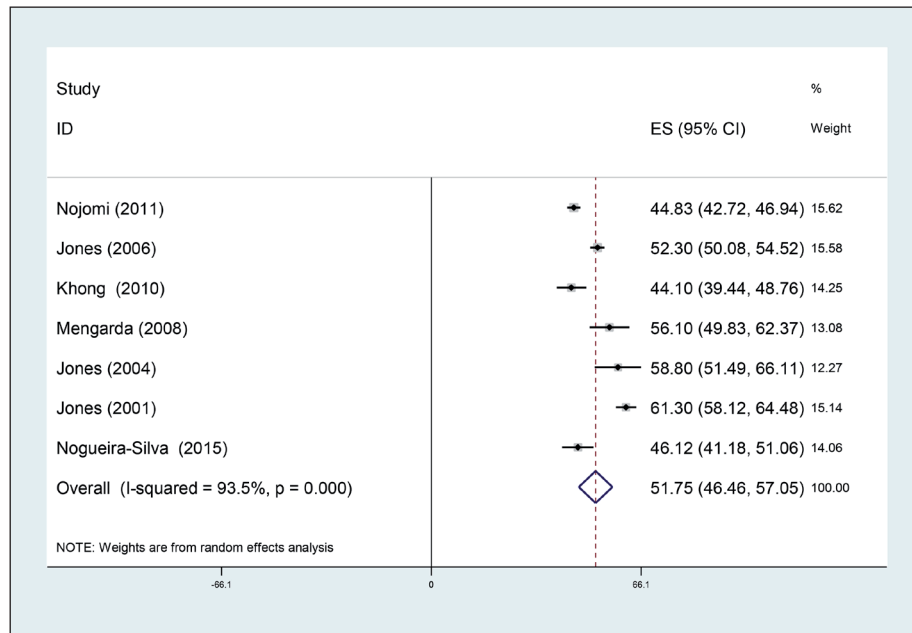 Study %
ID ES (95% CI) Weight
Nojomi (2011) 44.83 (42.72, 46.94) 15.62
Jones (2006) 52.30 (50.08, 54.52) 15.58
Khong (2010) 44.10 (39.44, 48.76) 14.25
Mengarda (2008) 56.10 (49.83, 62.37) 13.08
Jones (2004) 58.80 (51.49, 66.11) 12.27
Jones (2001) 61.30 (58.12, 64.48) 15.14
Nogueira-Silva (2015) 46.12 (41.18, 51.06) 14.06
Overall (I-squared = 93.5%, p = 0.000) 51.75 (46.46, 57.05) 100.00
NOTE: Weights are from random effects analysis
-66.1 0 66.1